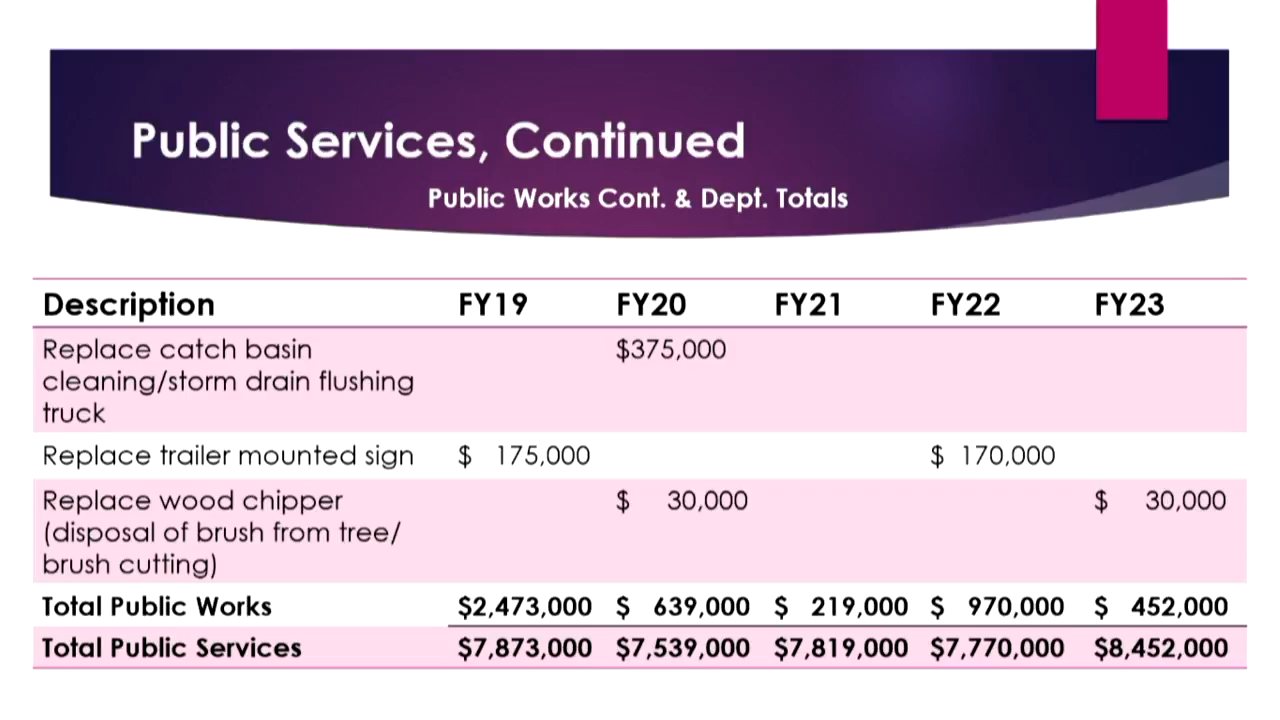 Public Services, Continued
Public Works Cont. & Dept. Totals
Description FY19 FY20 FY21 FY22 FY23
Replace catch basin $375,000
cleaning/storm drain flushing
truck
Replace trailer mounted sign $ 175,000 $ 170,000
Replace wood chipper $ 30,000 $ 30,000
(disposal of brush from tree/
brush cutting)
Total Public Works $2,473,000 $ 639,000 $ 219,000 $ 970,000 $ 452,000
Total Public Services $7,873,000 $7,539,000 $7,819,000 $7,770,000 $8,452,000